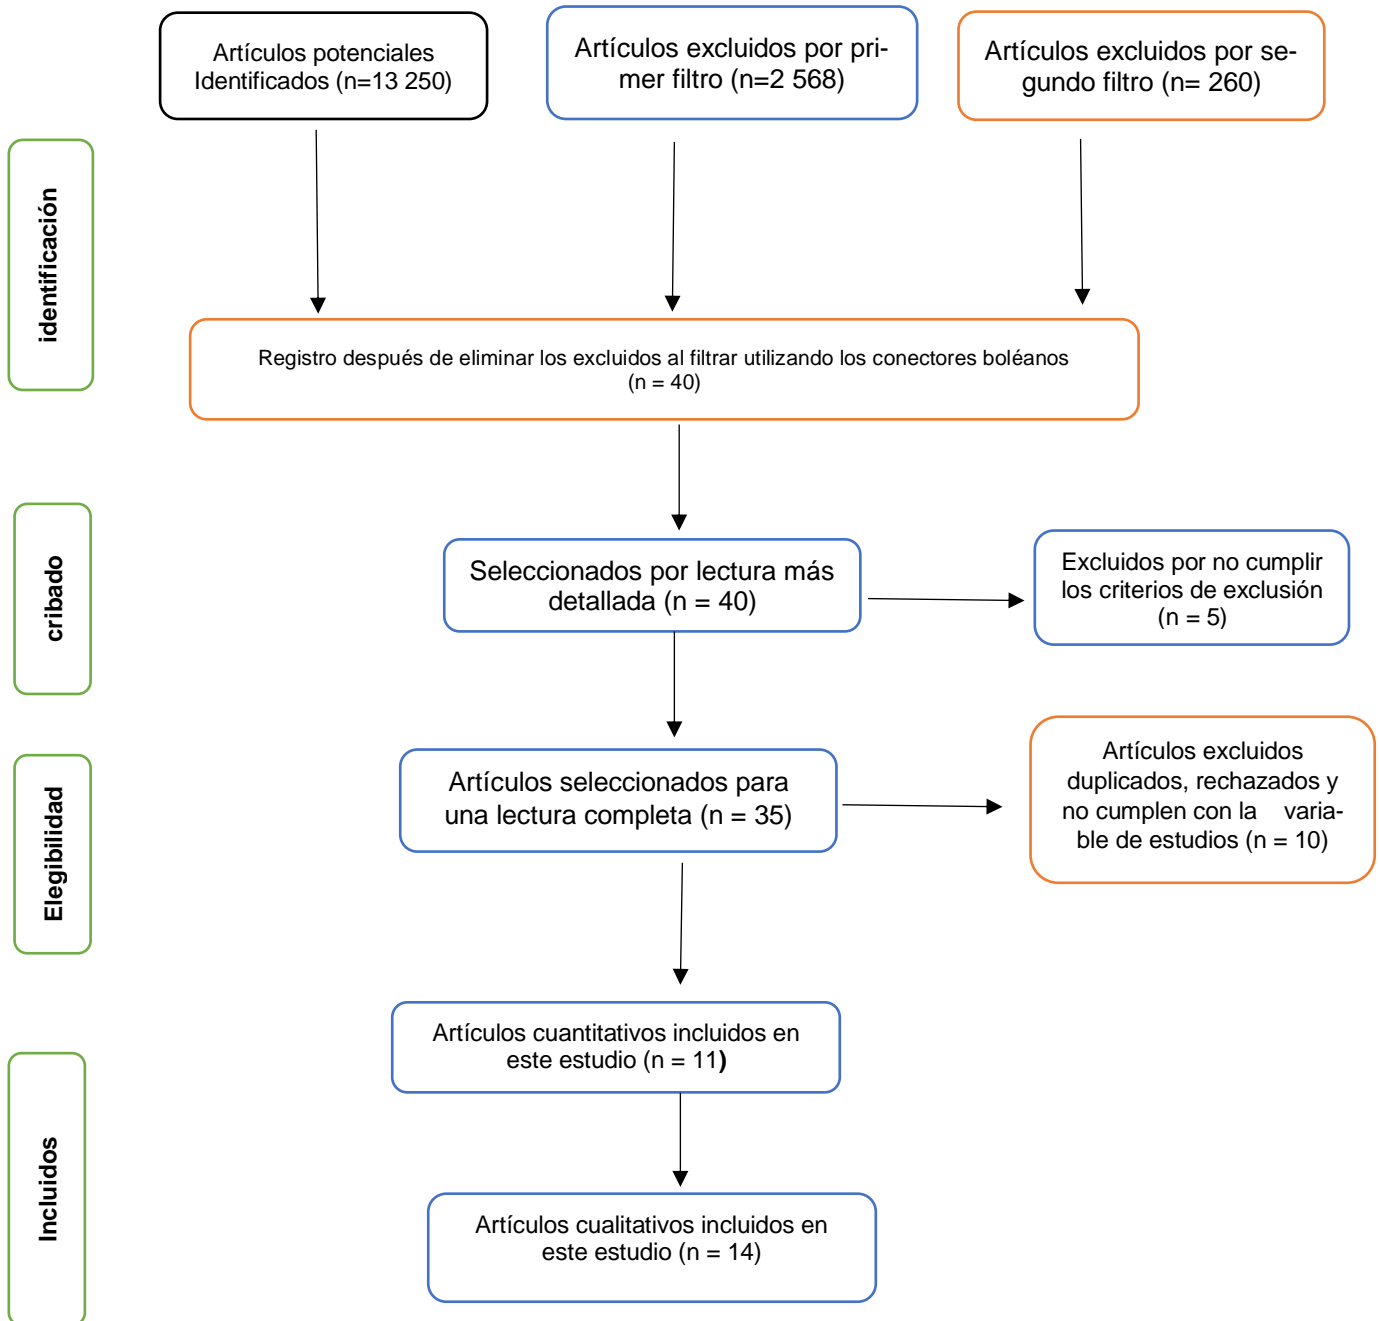 Artículos potenciales
Identificados (n=13 250)
Artículos excluidos por pri-
mer filtro (n=2 568)
Artículos excluidos por se-
gundo filtro (n= 260)
identificación
Registro después de eliminar los excluidos al filtrar utilizando los conectores boléanos
(n = 40)
cribado
Seleccionados por lectura más
detallada (n = 40)
Excluidos por no cumplir
los criterios de exclusión
(n = 5)
Elegibilidad
Artículos seleccionados para
una lectura completa (n = 35)
Artículos excluidos
duplicados, rechazados y
no cumplen con la varia-
ble de estudios (n = 10)
Incluidos
Artículos cuantitativos incluidos en
este estudio (n = 11)
Artículos cualitativos incluidos en
este estudio (n = 14)